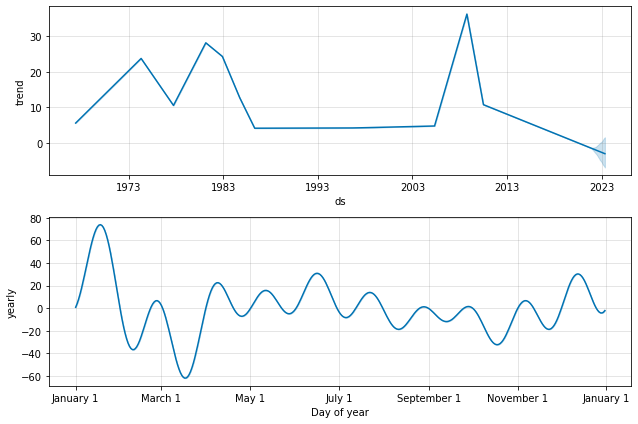 30
20
10
0
trend
1973 1983 1993 2003 2013 2023
ds
80
60
40
20
0
−20
−40
−60
yearly
January 1 March 1 May 1 July 1 September 1 November 1 January 1
Day of year